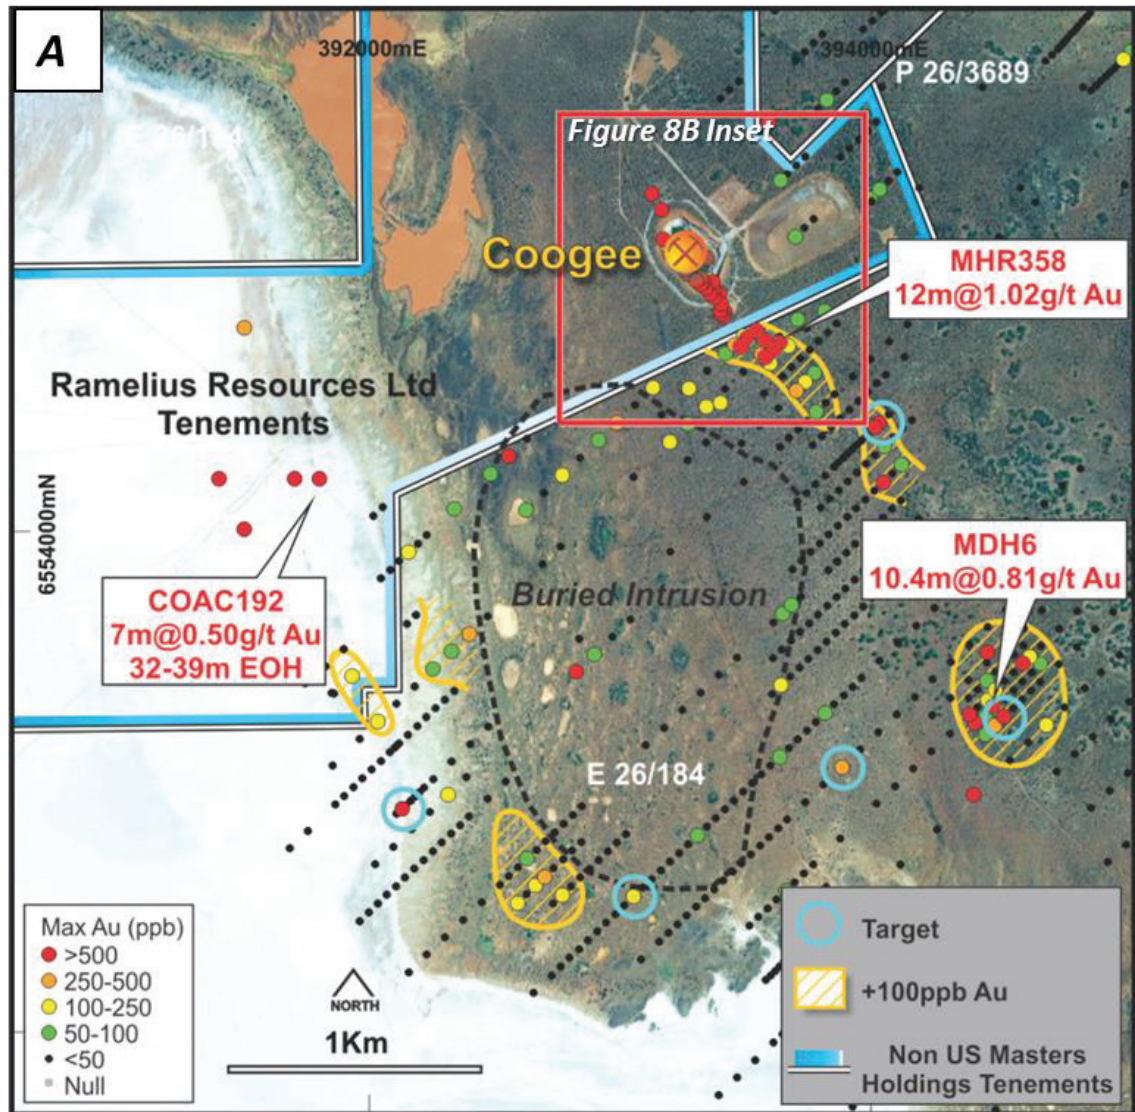 A
392000mE
394000mE
P 26/3689
Figure 8B Inset
Coogee
MHR358
12m@1.02g/t Au
Ramelius Resources Ltd
Tenements
6554000mN
COAC192
7m@0.50g/t Au
32-39m EOH
MDH6
10.4m@0.81g/t Au
Buried Intrusion
E 26/184
Max Au (ppb)
>500
250-500
100-250
50-100
<50
Null
NORTH
1Km
Target
+100ppb Au
Non US Masters
Holdings Tenements